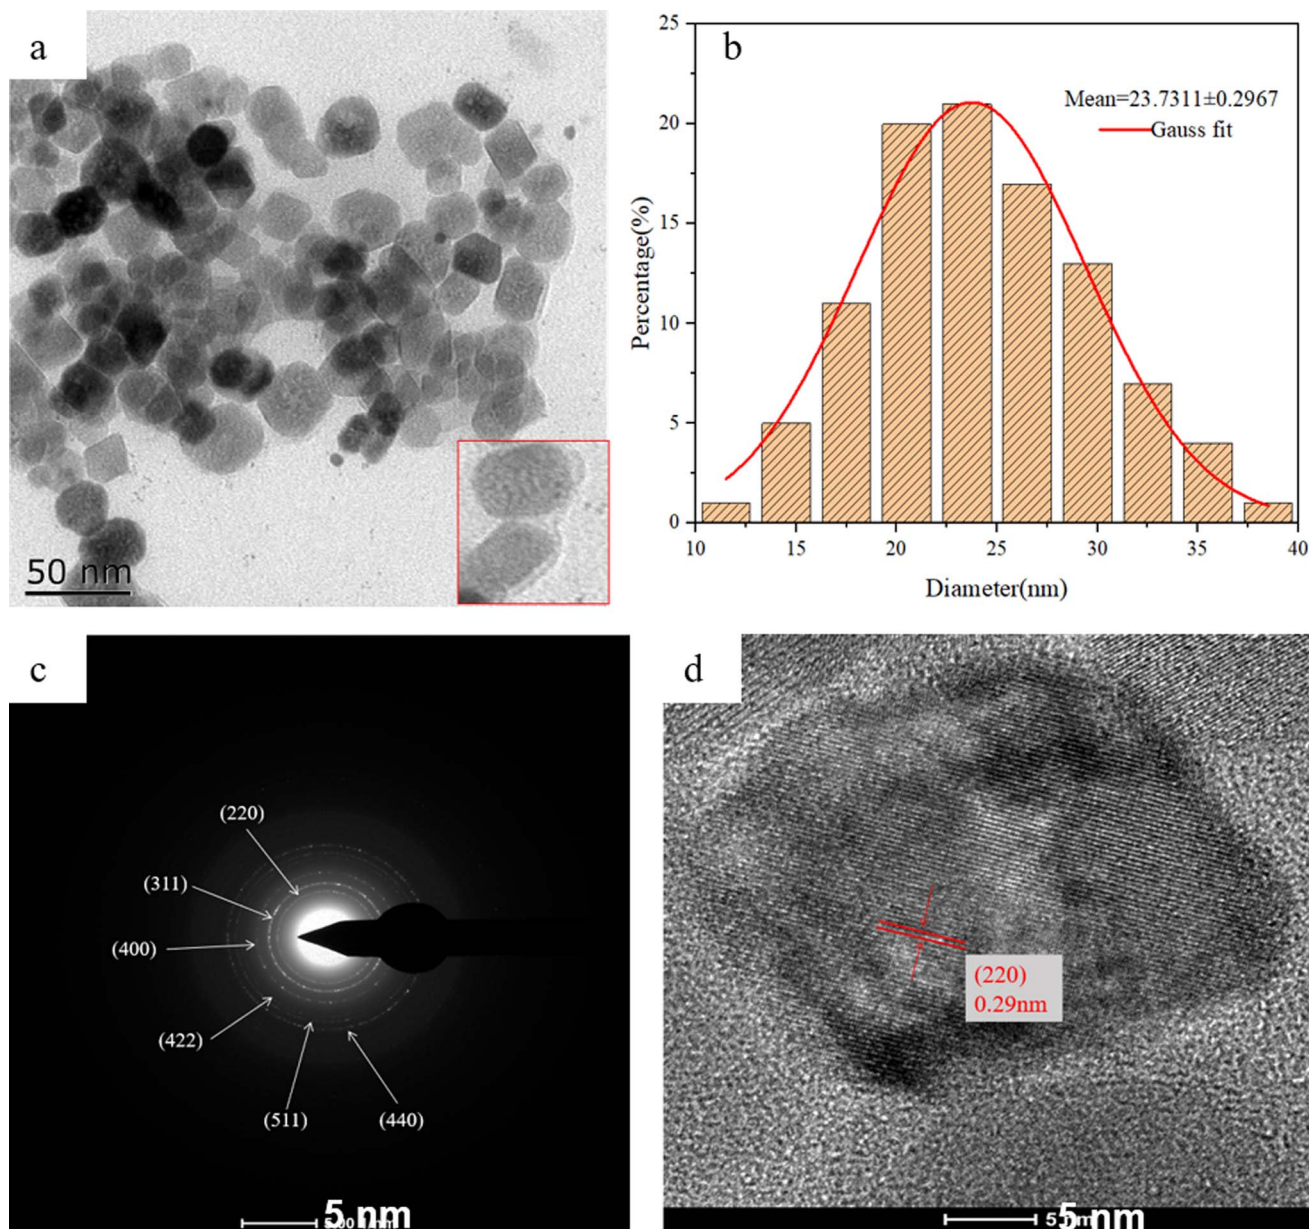 a
50 nm
b
Mean=23.7311±0.2967
Gauss fit
25
20
15
10
5
0
Percentage(%)
10 15 20 25 30 35 40
Diameter(nm)
c
(220)
(311)
(400)
(422)
(511)
(440)
5 nm
d
(220)
0.29nm
5 nm